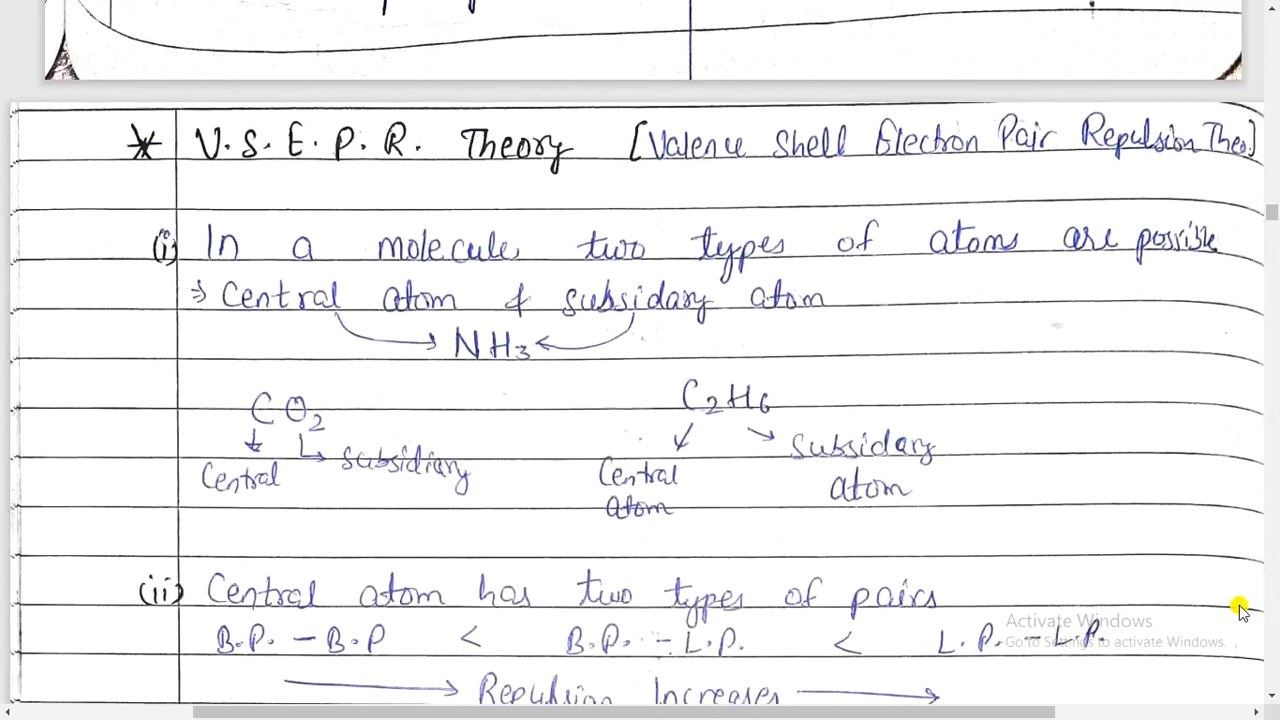 * V.S.E.P.R. Theory [Valence Shell Electron Pair Repulsion Theo.]
(i) In a molecule, two types of atoms are possible
⇒ Central atom & subsidary atom
NH3
CO2
C2H6
Central
subsidiary
Central
atom
Subsidary
atom
(ii) Central atom has two types of pairs
B.P. - B.P < B.P. - L.P. < L.P. - L.P.
Repulsion Increases
Activate Windows
Go to Settings to activate Windows.